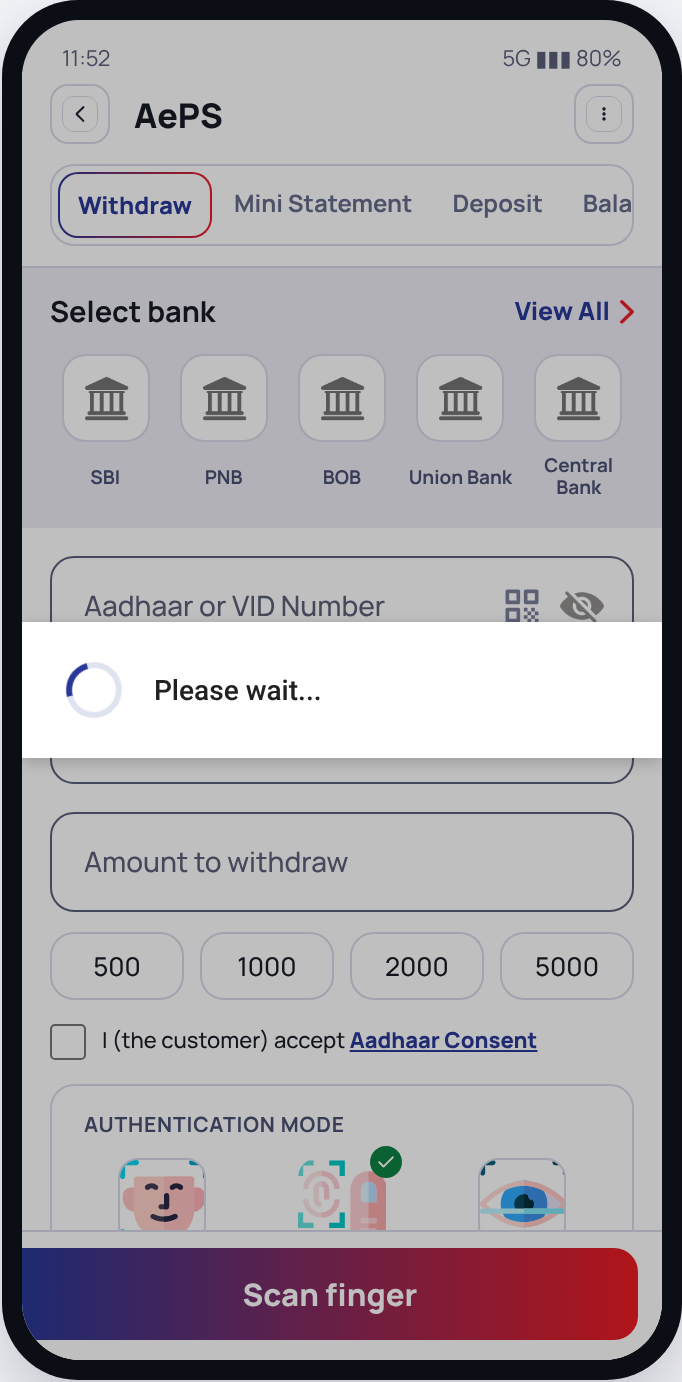 11:52
5G 80%
AePS
Withdraw Mini Statement Deposit Bala
Select bank View All
SBI PNB BOB Union Bank Central Bank
Aadhaar or VID Number
Please wait...
Amount to withdraw
500 1000 2000 5000
I (the customer) accept Aadhaar Consent
AUTHENTICATION MODE
Scan finger